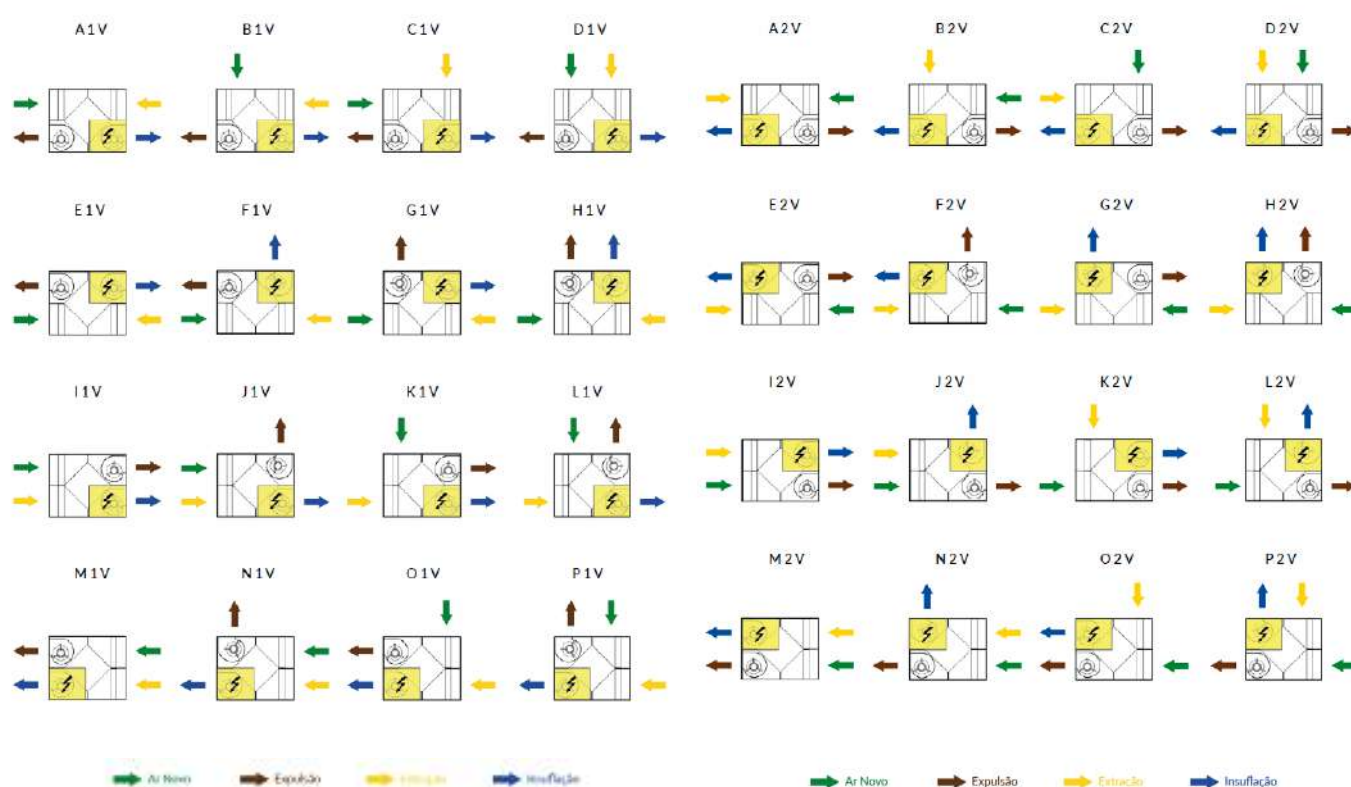 A1V B1V C1V D1V A2V B2V C2V D2V
E1V F1V G1V H1V E2V F2V G2V H2V
I1V J1V K1V L1V I2V J2V K2V L2V
M1V N1V O1V P1V M2V N2V O2V P2V
Ar Novo Expulsão Extração Insuflação Ar Novo Expulsão Extração Insuflação